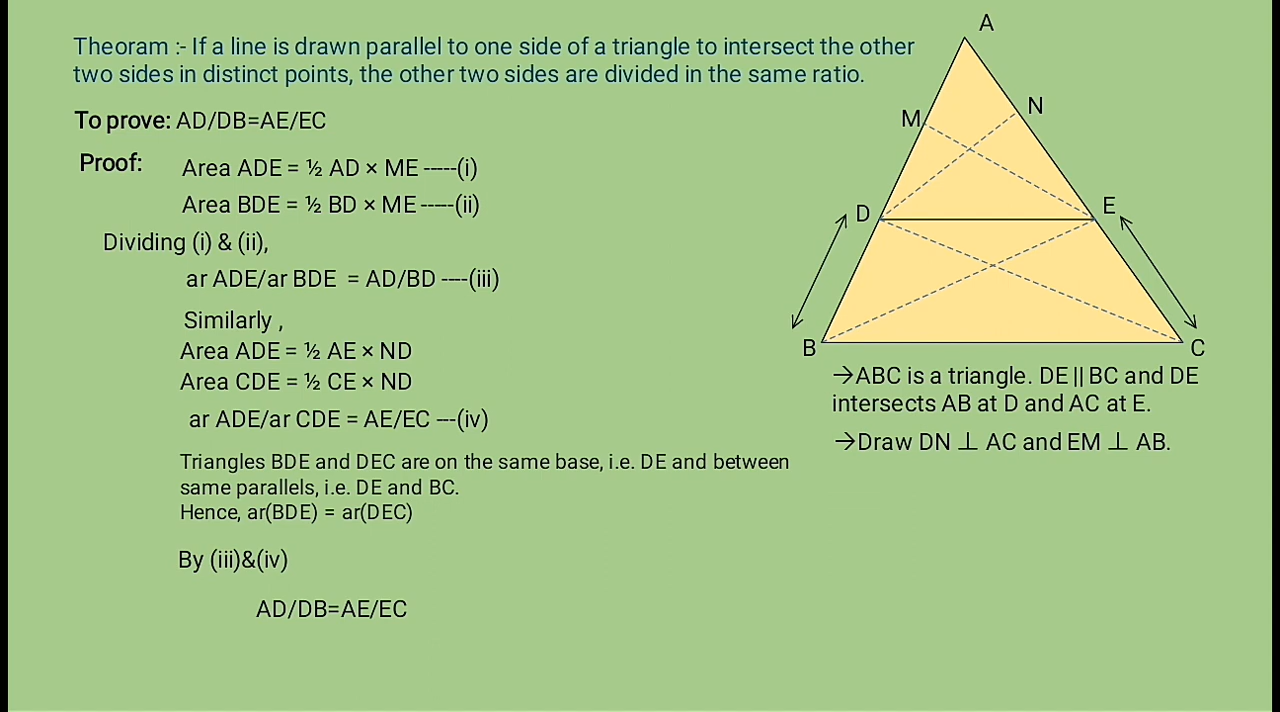 Theoram :- If a line is drawn parallel to one side of a triangle to intersect the other
two sides in distinct points, the other two sides are divided in the same ratio.
To prove: AD/DB=AE/EC
Proof:
Area ADE = ½ AD × ME -----(i)
Area BDE = ½ BD × ME -----(ii)
Dividing (i) & (ii),
ar ADE/ar BDE = AD/BD ----(iii)
Similarly ,
Area ADE = ½ AE × ND
Area CDE = ½ CE × ND
ar ADE/ar CDE = AE/EC ---(iv)
Triangles BDE and DEC are on the same base, i.e. DE and between
same parallels, i.e. DE and BC.
Hence, ar(BDE) = ar(DEC)
By (iii)&(iv)
AD/DB=AE/EC
A
M
N
D
E
B
C
→ABC is a triangle. DE || BC and DE
intersects AB at D and AC at E.
→Draw DN ⊥ AC and EM ⊥ AB.